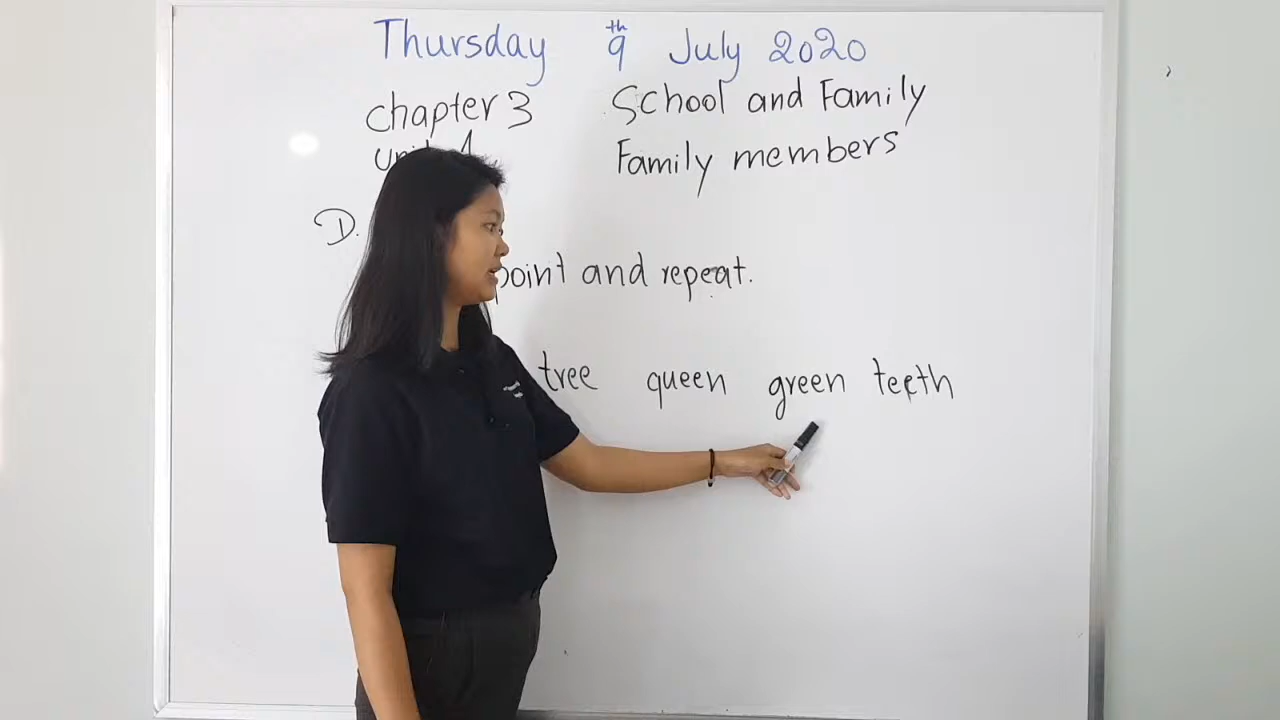 Thursday 9th July 2020
chapter 3 School and Family
Family members
D.
point and repeat.
tree queen green teeth